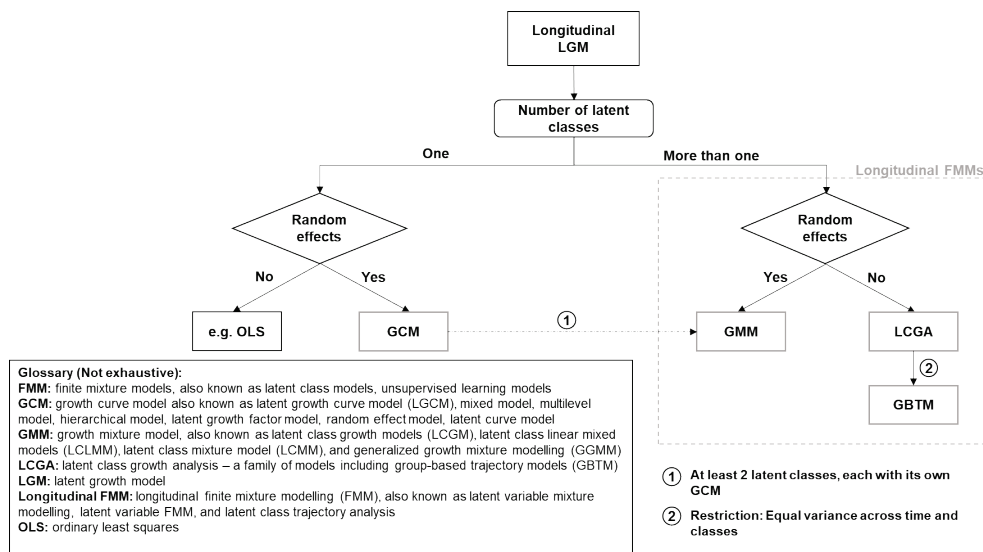 Longitudinal
LGM
Number of latent
classes
One
More than one
Longitudinal FMMs
Random
effects
Random
effects
No
Yes
Yes
No
e.g. OLS
GCM
1
GMM
LCGA
2
GBTM
Glossary (Not exhaustive):
FMM: finite mixture models, also known as latent class models, unsupervised learning models
GCM: growth curve model also known as latent growth curve model (LGCM), mixed model, multilevel
model, hierarchical model, latent growth factor model, random effect model, latent curve model
GMM: growth mixture model, also known as latent class growth models (LCGM), latent class linear mixed
models (LCLMM), latent class mixture model (LCMM), and generalized growth mixture modelling (GGMM)
LCGA: latent class growth analysis – a family of models including group-based trajectory models (GBTM)
LGM: latent growth model
Longitudinal FMM: longitudinal finite mixture modelling (FMM), also known as latent variable mixture
modelling, latent variable FMM, and latent class trajectory analysis
OLS: ordinary least squares
1 At least 2 latent classes, each with its own
GCM
2 Restriction: Equal variance across time and
classes